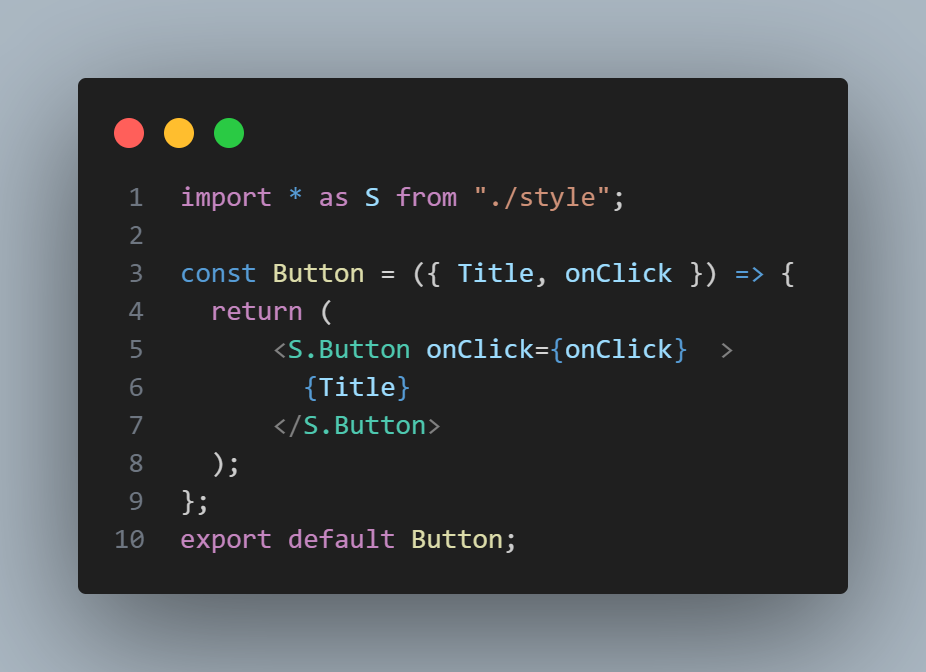 1 import * as S from "./style";
2
3 const Button = ({ Title, onClick }) => {
4   return (
5       <S.Button onClick={onClick}  >
6         {Title}
7       </S.Button>
8   );
9 };
10 export default Button;